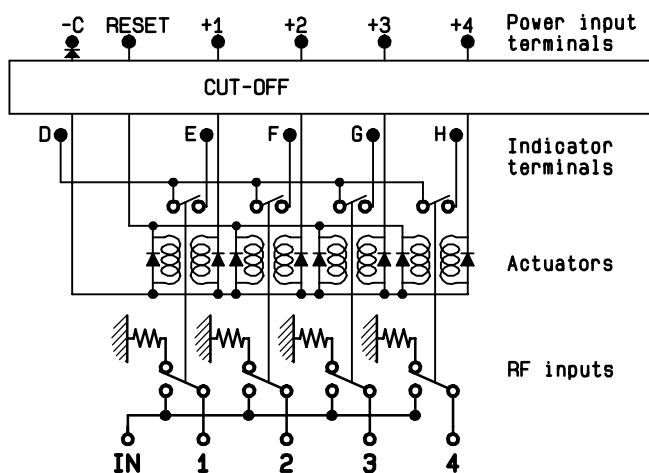 -C RESET +1 +2 +3 +4 Power input
terminals
CUT-OFF
D E F G H Indicator
terminals
Actuators
RF inputs
IN 1 2 3 4